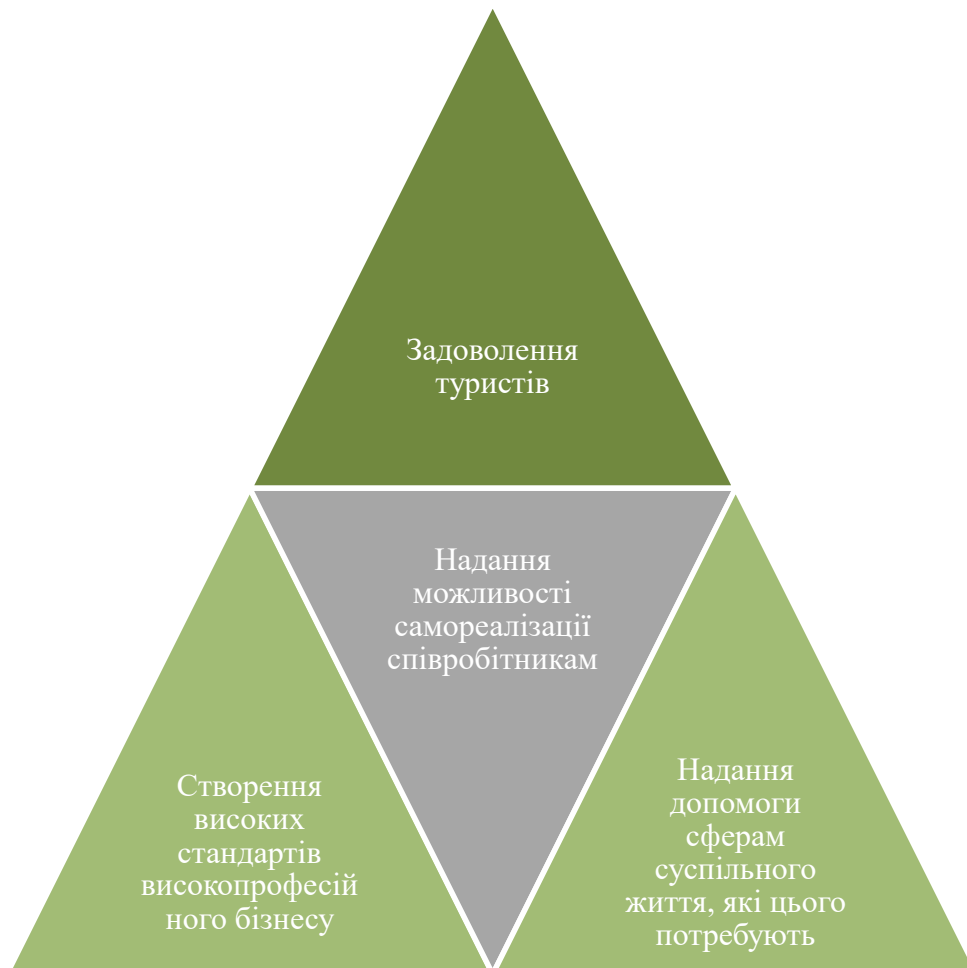 Задоволення
туристів
Надання
можливості
самореалізації
співробітникам
Створення
високих
стандартів
високопрофесій
ного бізнесу
Надання
допомоги
сферам
суспільного
життя, які цього
потребують